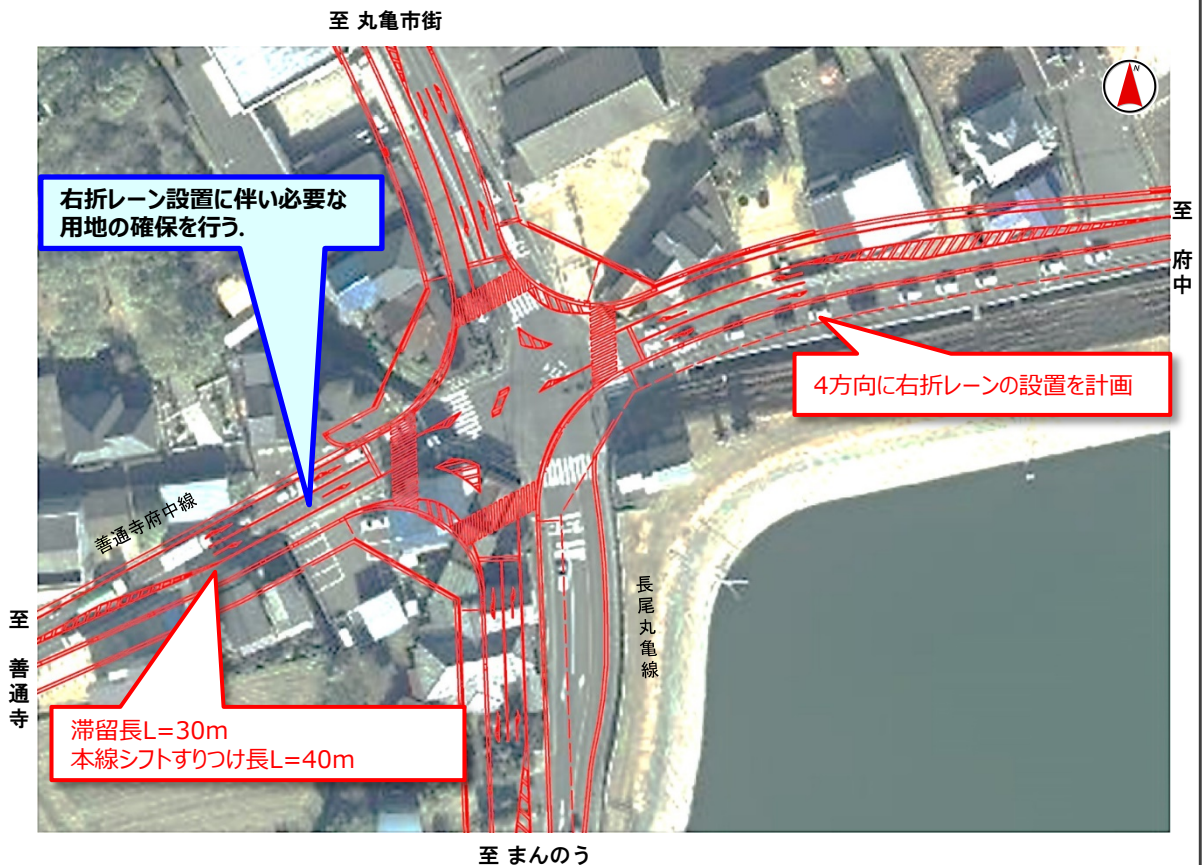 至 丸亀市街
N
右折レーン設置に伴い必要な
用地の確保を行う.
至 府中
4方向に右折レーンの設置を計画
善通寺府中線
長尾丸亀線
至 善通寺
滞留長L=30m
本線シフトすりつけ長L=40m
至 まんのう